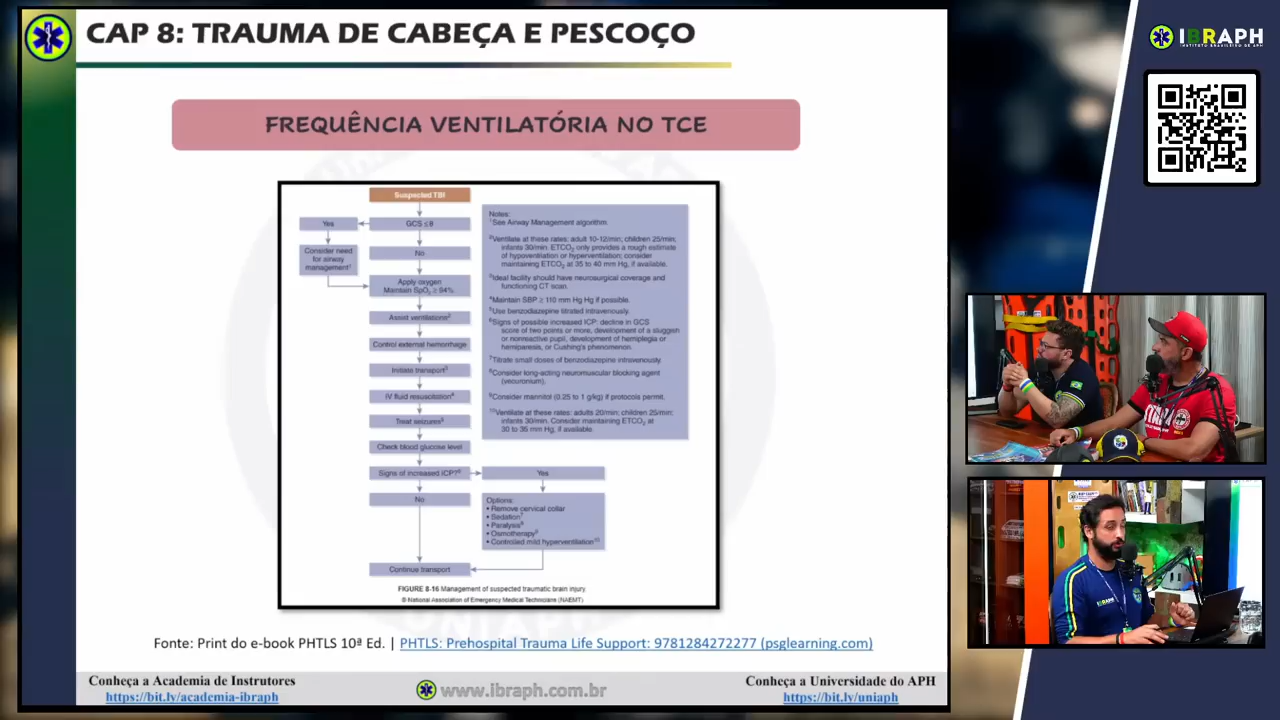 CAP 8: TRAUMA DE CABEÇA E PESCOÇO
FREQUÊNCIA VENTILATÓRIA NO TCE
Suspected TBI
Yes
GCS ≤8
Consider need
for airway
management¹
No
Apply oxygen
Maintain SpO₂ ≥ 94%
Assist ventilations²
Control external hemorrhage
Initiate transport³
IV fluid resuscitation⁴
Treat seizures⁵
Check blood glucose level
Signs of increased ICP?⁶
Yes
No
Options:
• Remove cervical collar
• Sedation⁷
• Paralysis⁸
• Osmotherapy⁹
• Controlled mild hyperventilation¹⁰
Continue transport
Notes:
¹See Airway Management algorithm.
²Ventilate at these rates: adult 10-12/min; children 25/min;
infants 30/min. ETCO₂ only provides a rough estimate
of hypoventilation or hyperventilation; consider
maintaining ETCO₂ at 35 to 40 mm Hg, if available.
³Ideal facility should have neurosurgical coverage and
functioning CT scan.
⁴Maintain SBP ≥ 110 mm Hg Hg if possible.
⁵Use benzodiazepine titrated intravenously.
⁶Signs of possible increased ICP: decline in GCS
score of two points or more, development of a sluggish
or nonreactive pupil, development of hemiplegia or
hemiparesis, or Cushing's phenomenon.
⁷Titrate small doses of benzodiazepine intravenously.
⁸Consider long-acting neuromuscular blocking agent
(vecuronium).
⁹Consider mannitol (0.25 to 1 g/kg) if protocols permit.
¹⁰Ventilate at these rates: adults 20/min; children 25/min;
infants 30/min. Consider maintaining ETCO₂ at
30 to 35 mm Hg, if available.
FIGURE 8-16 Management of suspected traumatic brain injury.
© National Association of Emergency Medical Technicians (NAEMT)
Fonte: Print do e-book PHTLS 10ª Ed. | PHTLS: Prehospital Trauma Life Support: 9781284272277 (psglearning.com)
Conheça a Academia de Instrutores
https://bit.ly/academia-ibraph
www.ibraph.com.br
Conheça a Universidade do APH
https://bit.ly/uniaph
IBRAPH
INSTITUTO BRASILEIRO DE APH